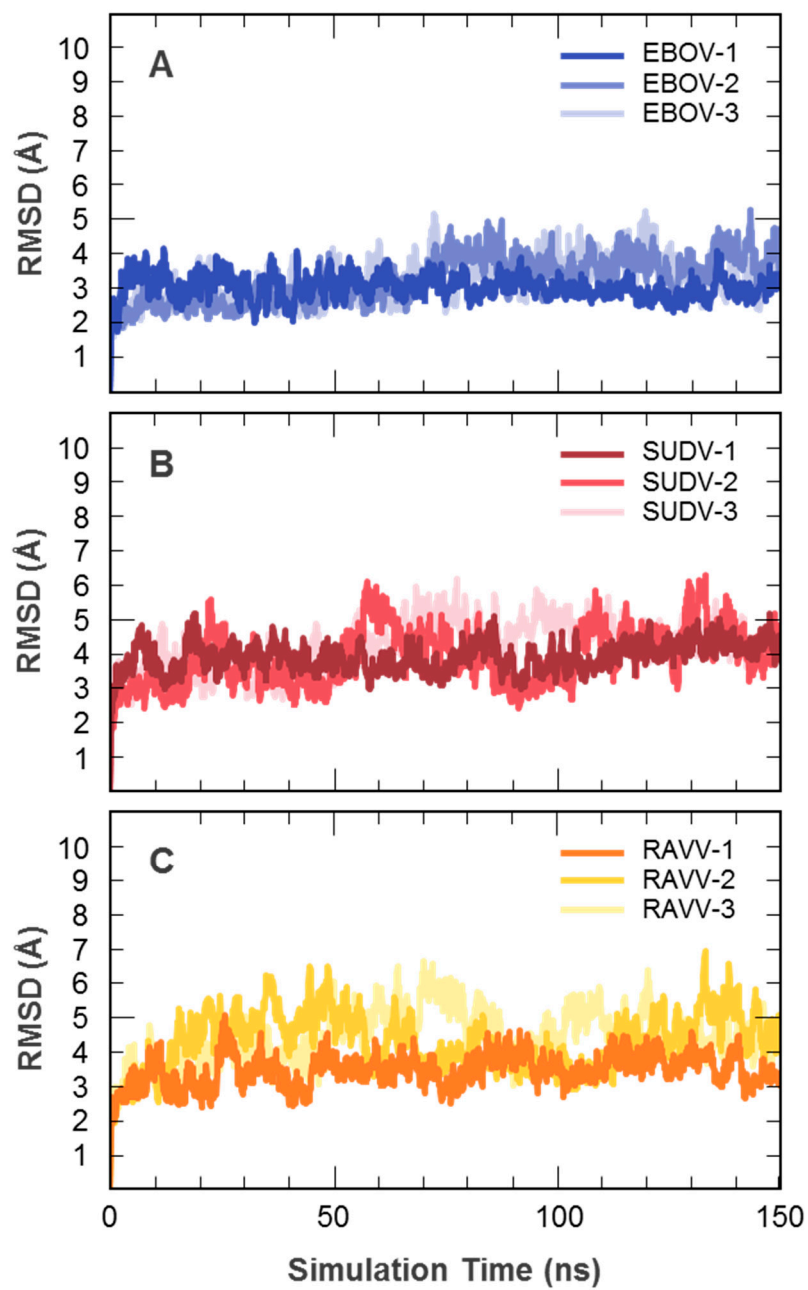 A
EBOV-1
EBOV-2
EBOV-3
10
9
8
7
6
5
4
3
2
1
RMSD (Å)
B
SUDV-1
SUDV-2
SUDV-3
10
9
8
7
6
5
4
3
2
1
RMSD (Å)
C
RAVV-1
RAVV-2
RAVV-3
10
9
8
7
6
5
4
3
2
1
RMSD (Å)
0 50 100 150
Simulation Time (ns)